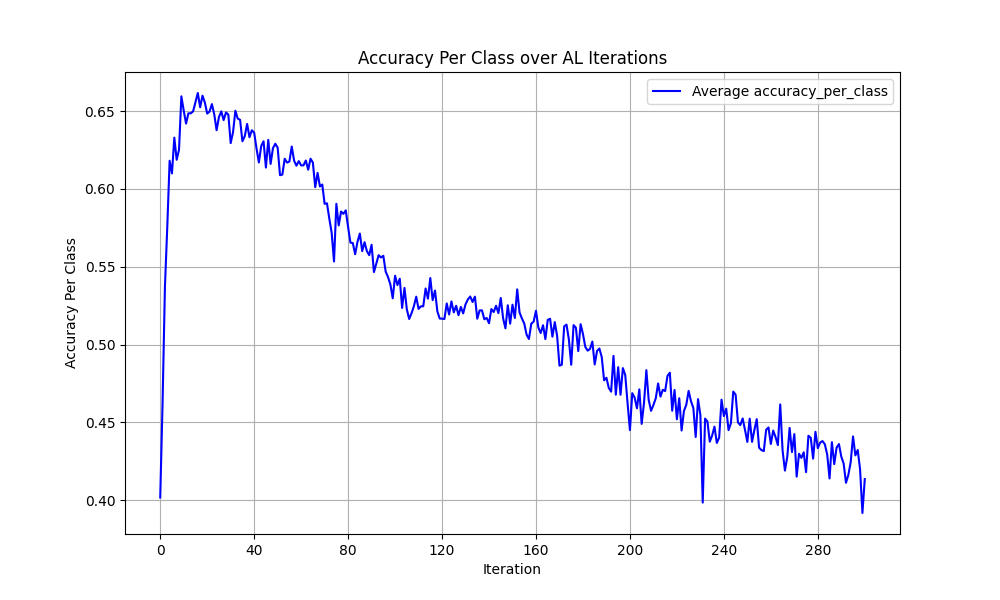 Accuracy Per Class over AL Iterations
Average accuracy_per_class
Accuracy Per Class
0.65
0.60
0.55
0.50
0.45
0.40
0 40 80 120 160 200 240 280
Iteration